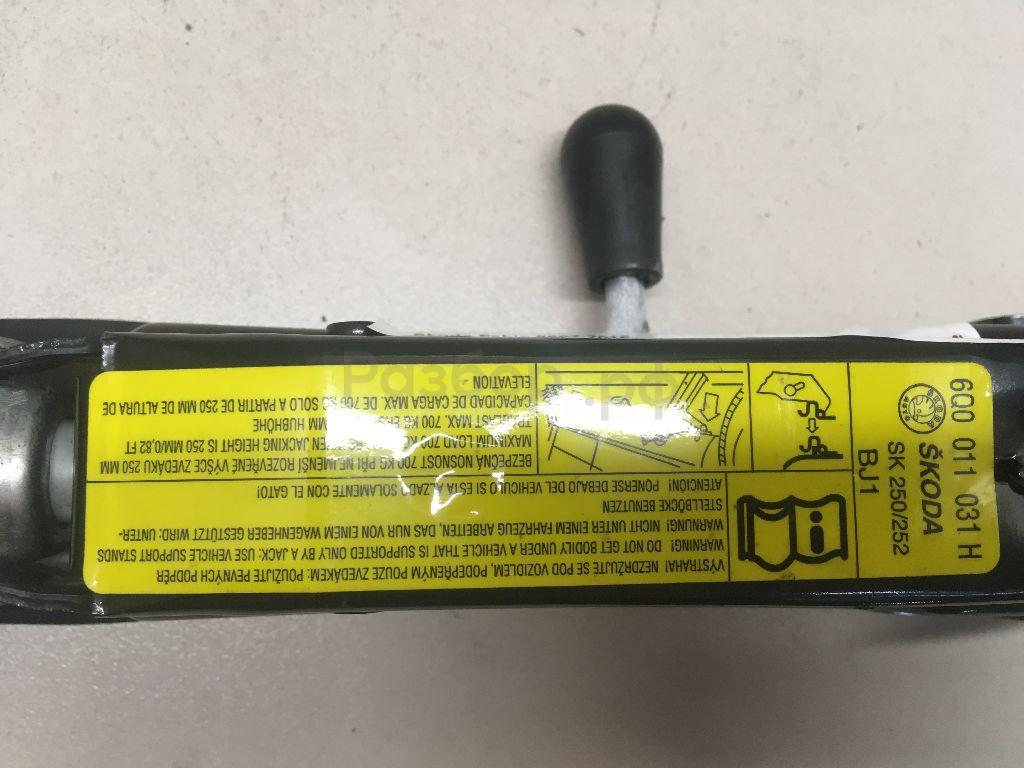 6Q0 011 031 H
ŠKODA
SK 250/252
BJ1
VÝSTRAHA! NEZDRŽUJTE SE POD VOZIDLEM, PODEPŘENÝM POUZE ZVEDÁKEM: POUŽIJTE PEVNÝCH PODPĚR
WARNING! DO NOT GET BODILY UNDER A VEHICLE THAT IS SUPPORTED ONLY BY A JACK: USE VEHICLE SUPPORT STANDS
WARNUNG! NICHT UNTER EINEM FAHRZEUG ARBEITEN, DAS NUR VON EINEM WAGENHEBER GESTÜTZT WIRD: UNTER-
STELLBÖCKE BENUTZEN
ATENCIÓN! PONERSE DEBAJO DEL VEHICULO SI ESTA ALZADO SOLAMENTE CON EL GATO!
BEZPEČNÁ NOSNOST 700 KG PŘI NEJMENŠÍ ROZEVŘENÉ VÝŠCE ZVEDÁKU 250 MM
MAXIMUM LOAD WHEN JACKING HEIGHT IS 250 MM/0,83 FT
TRAGLAST MAX. 700 KG MM HUBHÖHE
CAPACIDAD DE CARGA MAX. DE 700 KG SOLO A PARTIR DE 250 MM DE ALTURA DE
ELEVATION
Разбор.рф